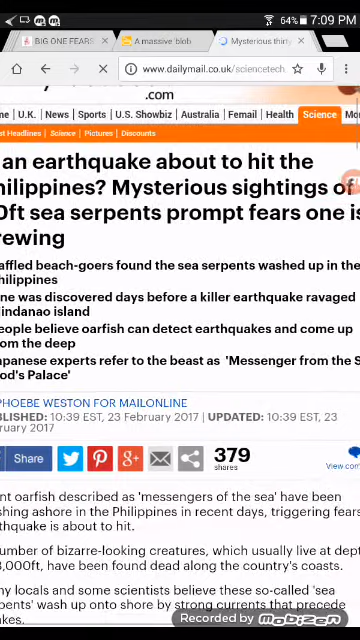 64% 7:09 PM
BIG ONE FEARS
A massive blob
Mysterious thirty
www.dailymail.co.uk/sciencetech
.com
me U.K. News Sports U.S. Showbiz Australia Femail Health Science
est Headlines Science Pictures Discounts
an earthquake about to hit the
hilippines? Mysterious sightings of
0ft sea serpents prompt fears one is
rewing
affled beach-goers found the sea serpents washed up in the
hilippines
ne was discovered days before a killer earthquake ravaged
indanao island
eople believe oarfish can detect earthquakes and come up
om the deep
apanese experts refer to the beast as 'Messenger from the S
od's Palace'
PHOEBE WESTON FOR MAILONLINE
BLISHED: 10:39 EST, 23 February 2017 | UPDATED: 10:39 EST, 23
ruary 2017
Share
379
shares
View com
nt oarfish described as 'messengers of the sea' have been
shing ashore in the Philippines in recent days, triggering fears
rthquake is about to hit.
umber of bizarre-looking creatures, which usually live at dept
3,000ft, have been found dead along the country's coasts.
ny locals and some scientists believe these so-called 'sea
pents' wash up onto shore by strong currents that precede
akes.
Recorded by mobizen